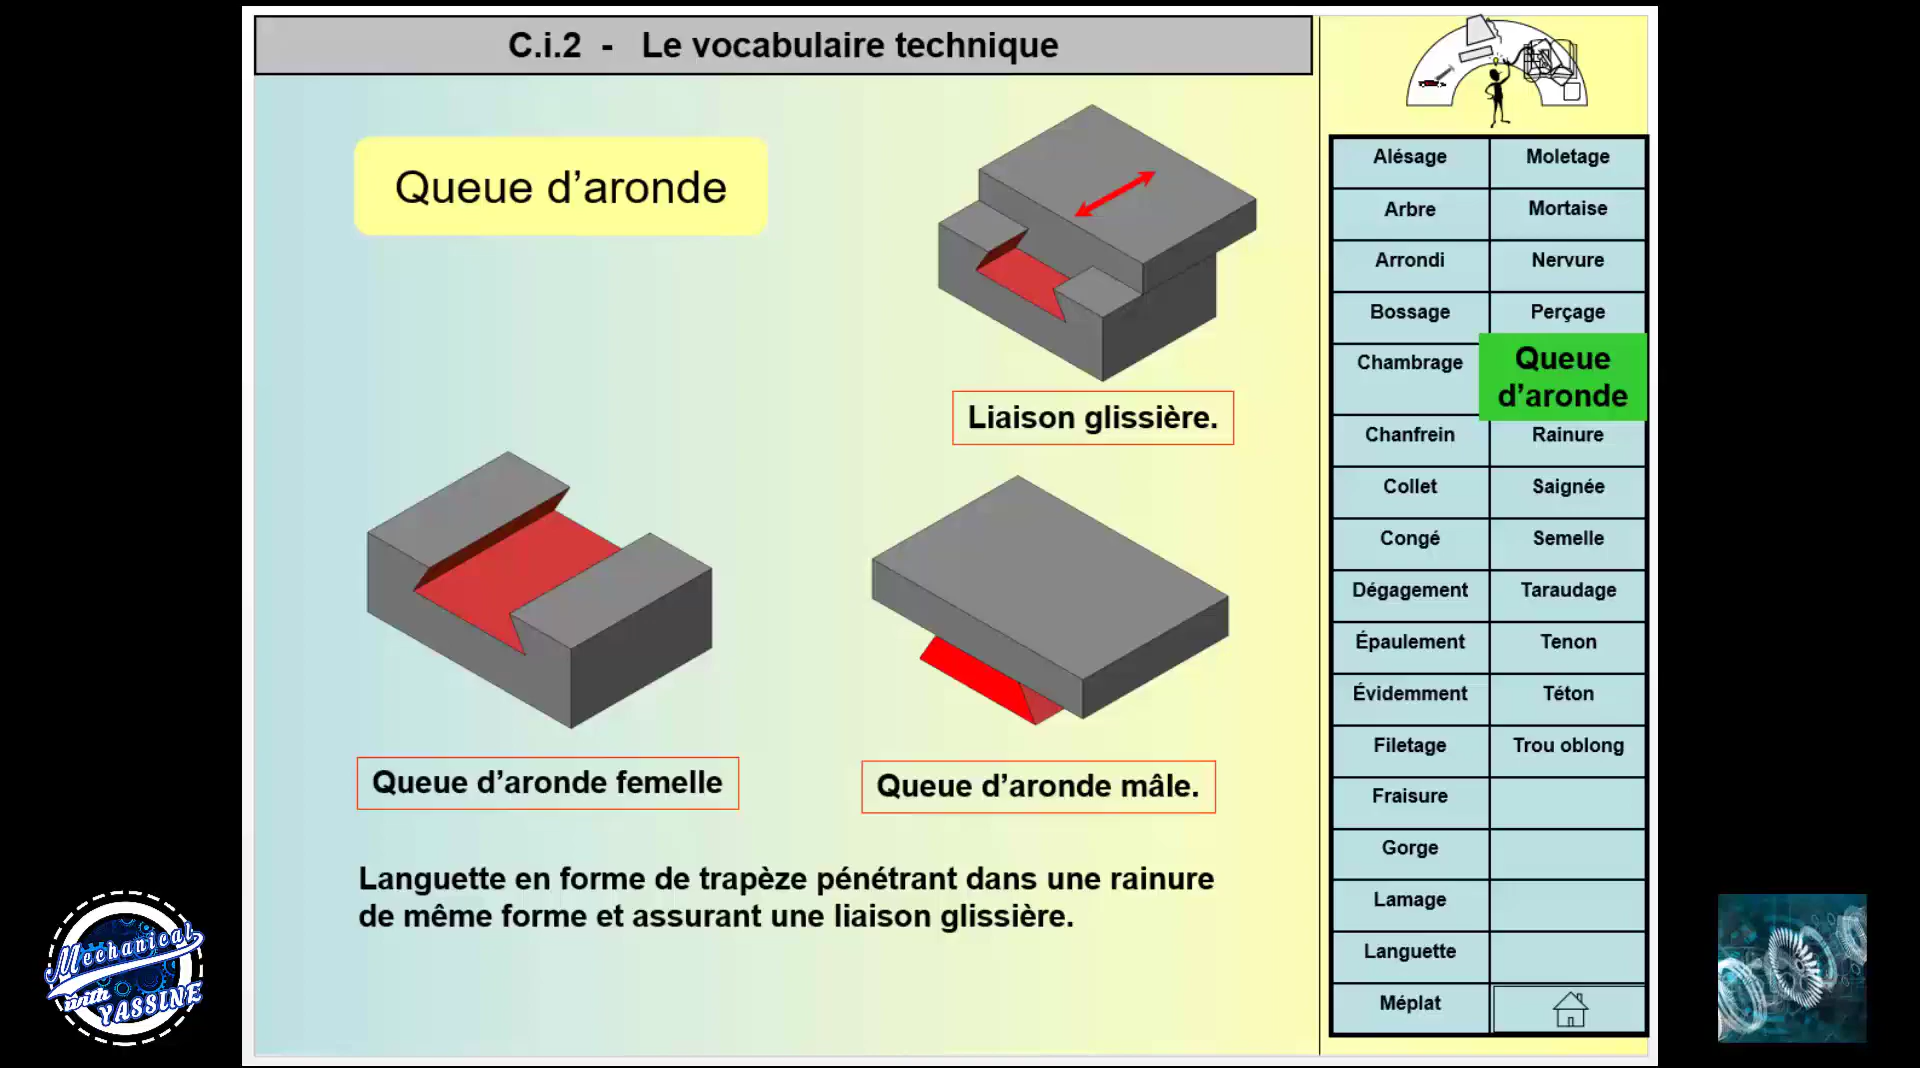 C.i.2 - Le vocabulaire technique
Queue d’aronde
Liaison glissière.
Queue d’aronde femelle
Queue d’aronde mâle.
Languette en forme de trapèze pénétrant dans une rainure
de même forme et assurant une liaison glissière.
Alésage
Moletage
Arbre
Mortaise
Arrondi
Nervure
Bossage
Perçage
Chambrage
Queue
d’aronde
Chanfrein
Rainure
Collet
Saignée
Congé
Semelle
Dégagement
Taraudage
Épaulement
Tenon
Évidemment
Téton
Filetage
Trou oblong
Fraisure
Gorge
Lamage
Languette
Méplat
Mechanical
with
YASSINE